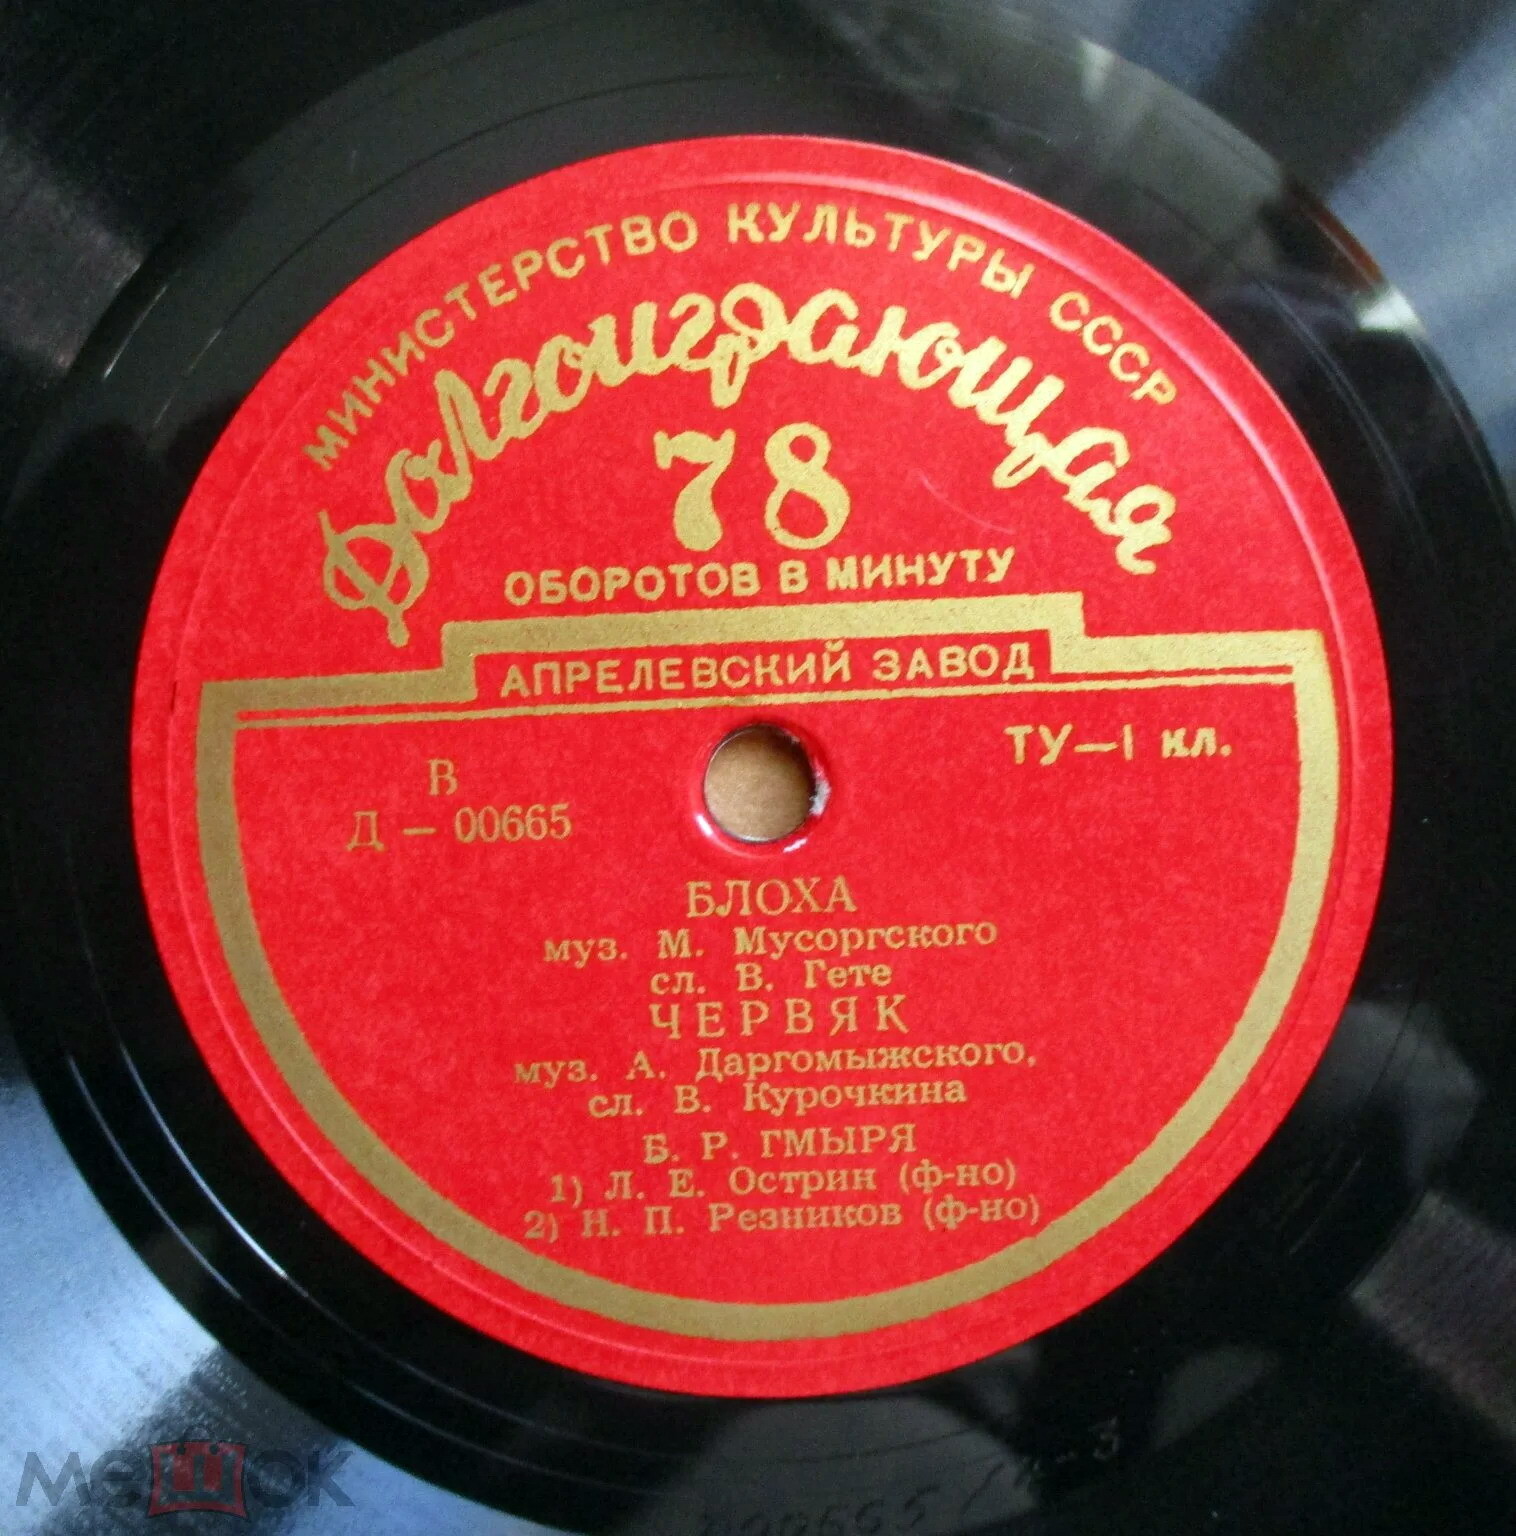 МИНИСТЕРСТВО КУЛЬТУРЫ СССР
Долгоиграющая
78
ОБОРОТОВ В МИНУТУ
АПРЕЛЕВСКИЙ ЗАВОД
ТУ—1 кл.
В
Д — 00665
БЛОХА
муз. М. Мусоргского
сл. В. Гете
ЧЕРВЯК
муз. А. Даргомыжского,
сл. В. Курочкина
Б. Р. ГМЫРЯ
1) Л. Е. Острин (ф-но)
2) Н. П. Резников (ф-но)
мешок